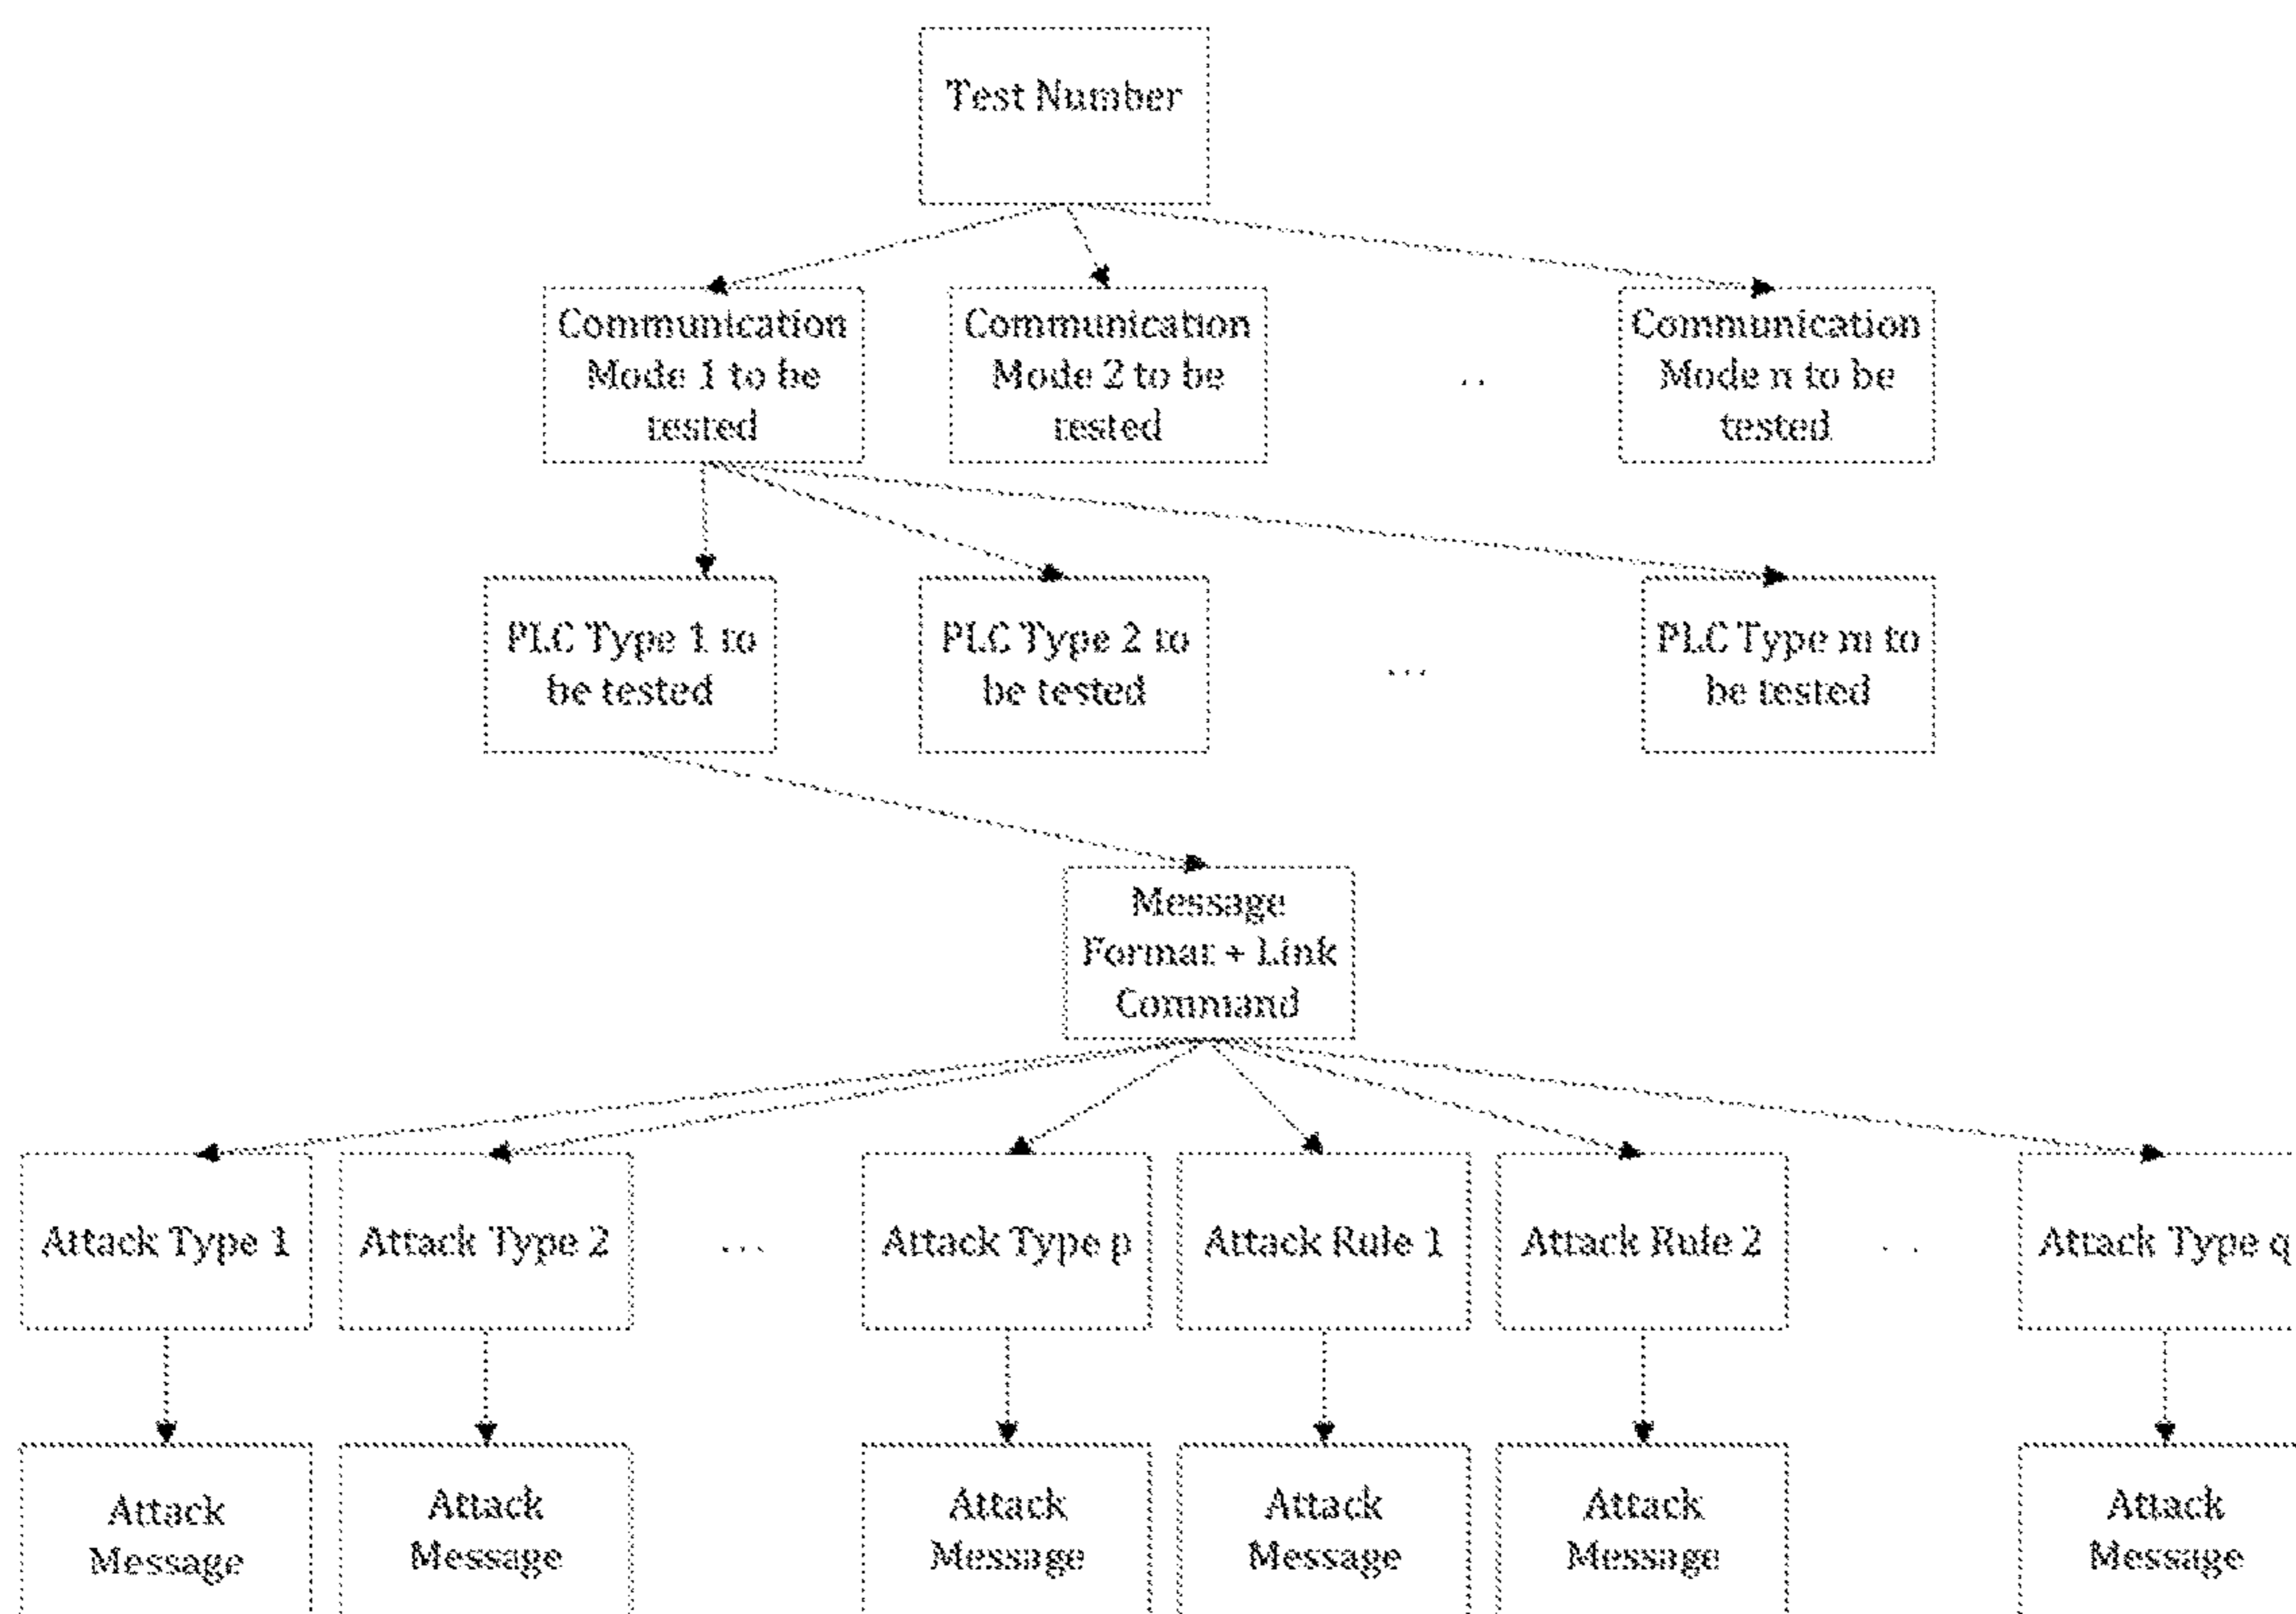 Test Number
Communication
Mode 1 to be
tested
Communication
Mode 2 to be
tested
..
Communication
Mode n to be
tested
PLC Type 1 to
be tested
PLC Type 2 to
be tested
...
PLC Type m to
be tested
Message
Format + Link
Command
Attack Type 1
Attack Type 2
...
Attack Type p
Attack Rule 1
Attack Rule 2
. .
Attack Type q
Attack
Message
Attack
Message
Attack
Message
Attack
Message
Attack
Message
Attack
Message